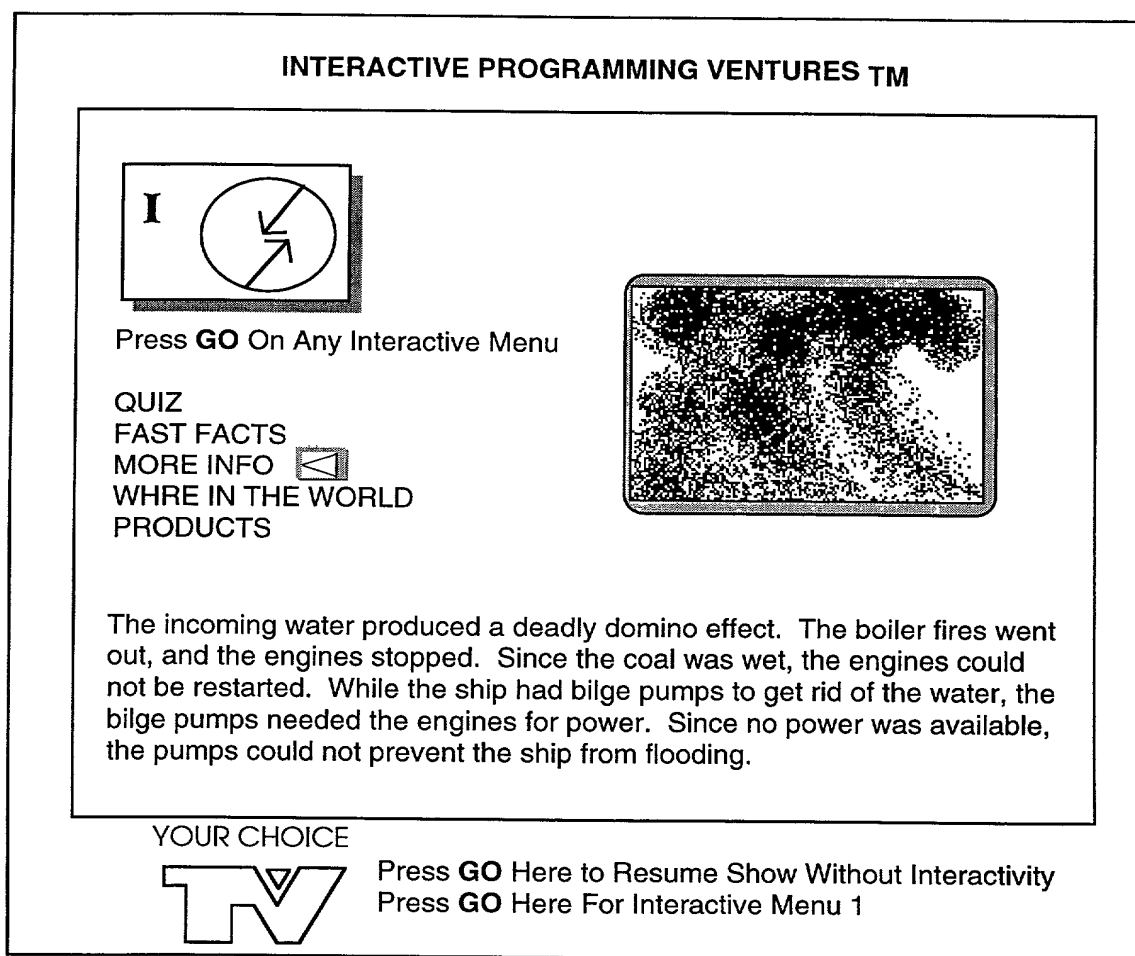 INTERACTIVE PROGRAMMING VENTURES TM
I
Press GO On Any Interactive Menu
QUIZ
FAST FACTS
MORE INFO
WHRE IN THE WORLD
PRODUCTS
The incoming water produced a deadly domino effect. The boiler fires went
out, and the engines stopped. Since the coal was wet, the engines could
not be restarted. While the ship had bilge pumps to get rid of the water, the
bilge pumps needed the engines for power. Since no power was available,
the pumps could not prevent the ship from flooding.
YOUR CHOICE
TV
Press GO Here to Resume Show Without Interactivity
Press GO Here For Interactive Menu 1